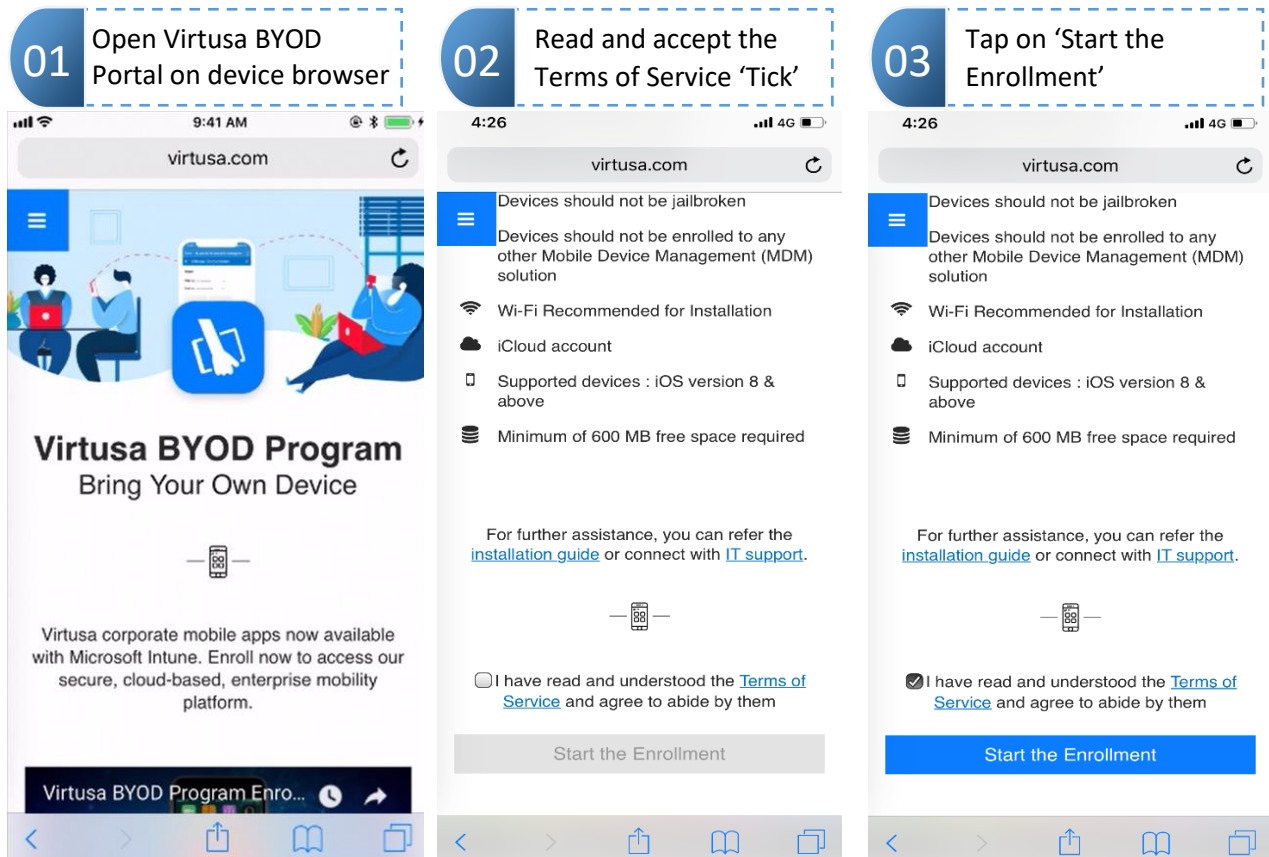 01
Open Virtusa BYOD
Portal on device browser
9:41 AM
virtusa.com
Virtusa BYOD Program
Bring Your Own Device
Virtusa corporate mobile apps now available
with Microsoft Intune. Enroll now to access our
secure, cloud-based, enterprise mobility
platform.
Virtusa BYOD Program Enro...
02
Read and accept the
Terms of Service ‘Tick’
4:26
4G
virtusa.com
Devices should not be jailbroken
Devices should not be enrolled to any
other Mobile Device Management (MDM)
solution
Wi-Fi Recommended for Installation
iCloud account
Supported devices : iOS version 8 &
above
Minimum of 600 MB free space required
For further assistance, you can refer the
installation guide or connect with IT support.
I have read and understood the Terms of
Service and agree to abide by them
Start the Enrollment
03
Tap on ‘Start the
Enrollment’
4:26
4G
virtusa.com
Devices should not be jailbroken
Devices should not be enrolled to any
other Mobile Device Management (MDM)
solution
Wi-Fi Recommended for Installation
iCloud account
Supported devices : iOS version 8 &
above
Minimum of 600 MB free space required
For further assistance, you can refer the
installation guide or connect with IT support.
I have read and understood the Terms of
Service and agree to abide by them
Start the Enrollment